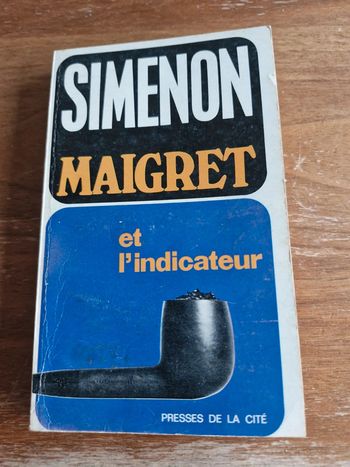 SIMENON
MAIGRET
et
l'indicateur
PRESSES DE LA CITÉ